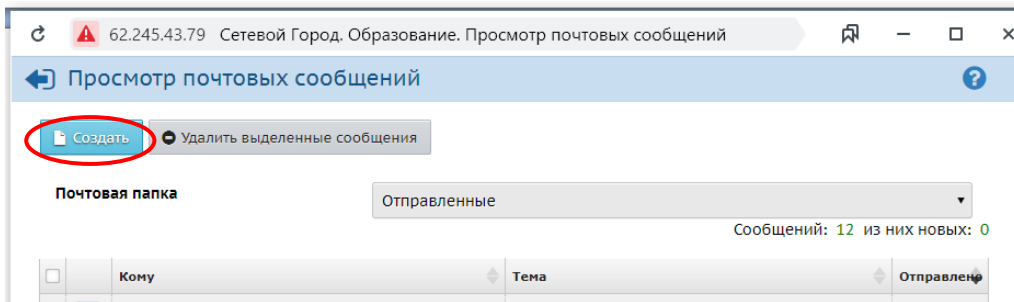 62.245.43.79 Сетевой Город. Образование. Просмотр почтовых сообщений
Просмотр почтовых сообщений
?
Создать Удалить выделенные сообщения
Почтовая папка Отправленные
Сообщений: 12 из них новых: 0
Кому Тема Отправлено